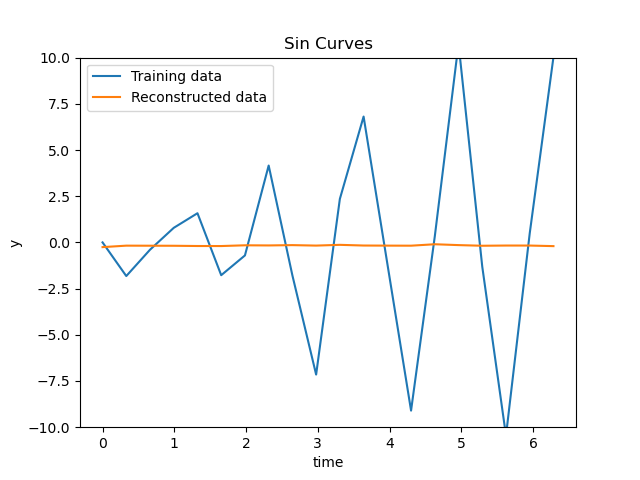 Sin Curves
Training data
Reconstructed data
10.0
7.5
5.0
2.5
0.0
−2.5
−5.0
−7.5
−10.0
y
0 1 2 3 4 5 6
time